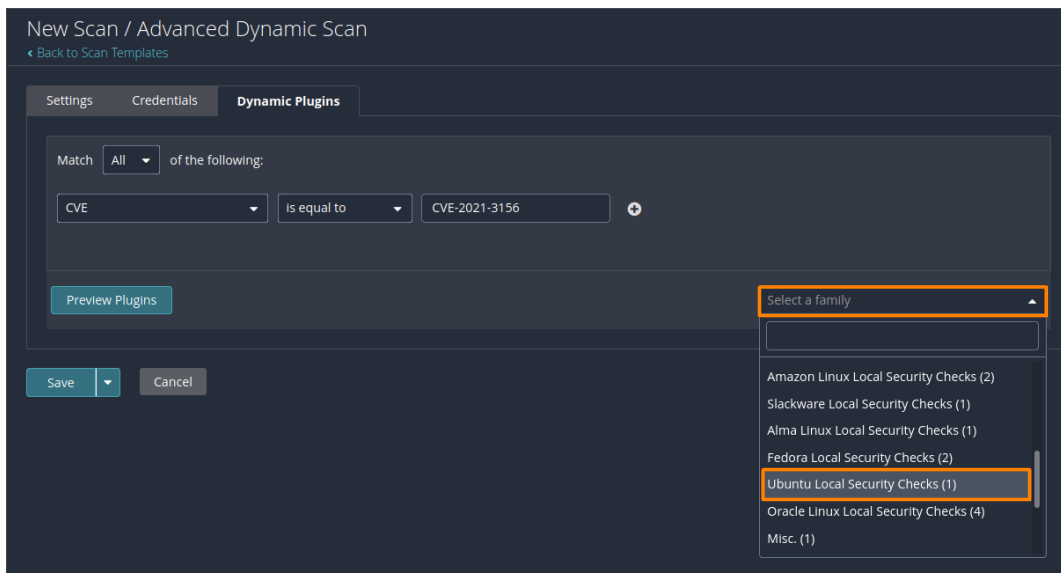 New Scan / Advanced Dynamic Scan
Back to Scan Templates
Settings Credentials Dynamic Plugins
Match All of the following:
CVE is equal to CVE-2021-3156
Preview Plugins Select a family
Save Cancel
Amazon Linux Local Security Checks (2)
Slackware Local Security Checks (1)
Alma Linux Local Security Checks (1)
Fedora Local Security Checks (2)
Ubuntu Local Security Checks (1)
Oracle Linux Local Security Checks (4)
Misc. (1)